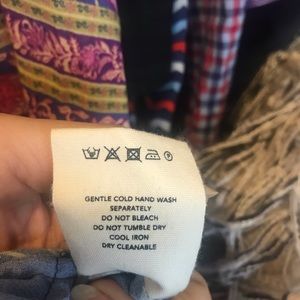 GENTLE COLD HAND WASH
SEPARATELY
DO NOT BLEACH
DO NOT TUMBLE DRY
COOL IRON
DRY CLEANABLE